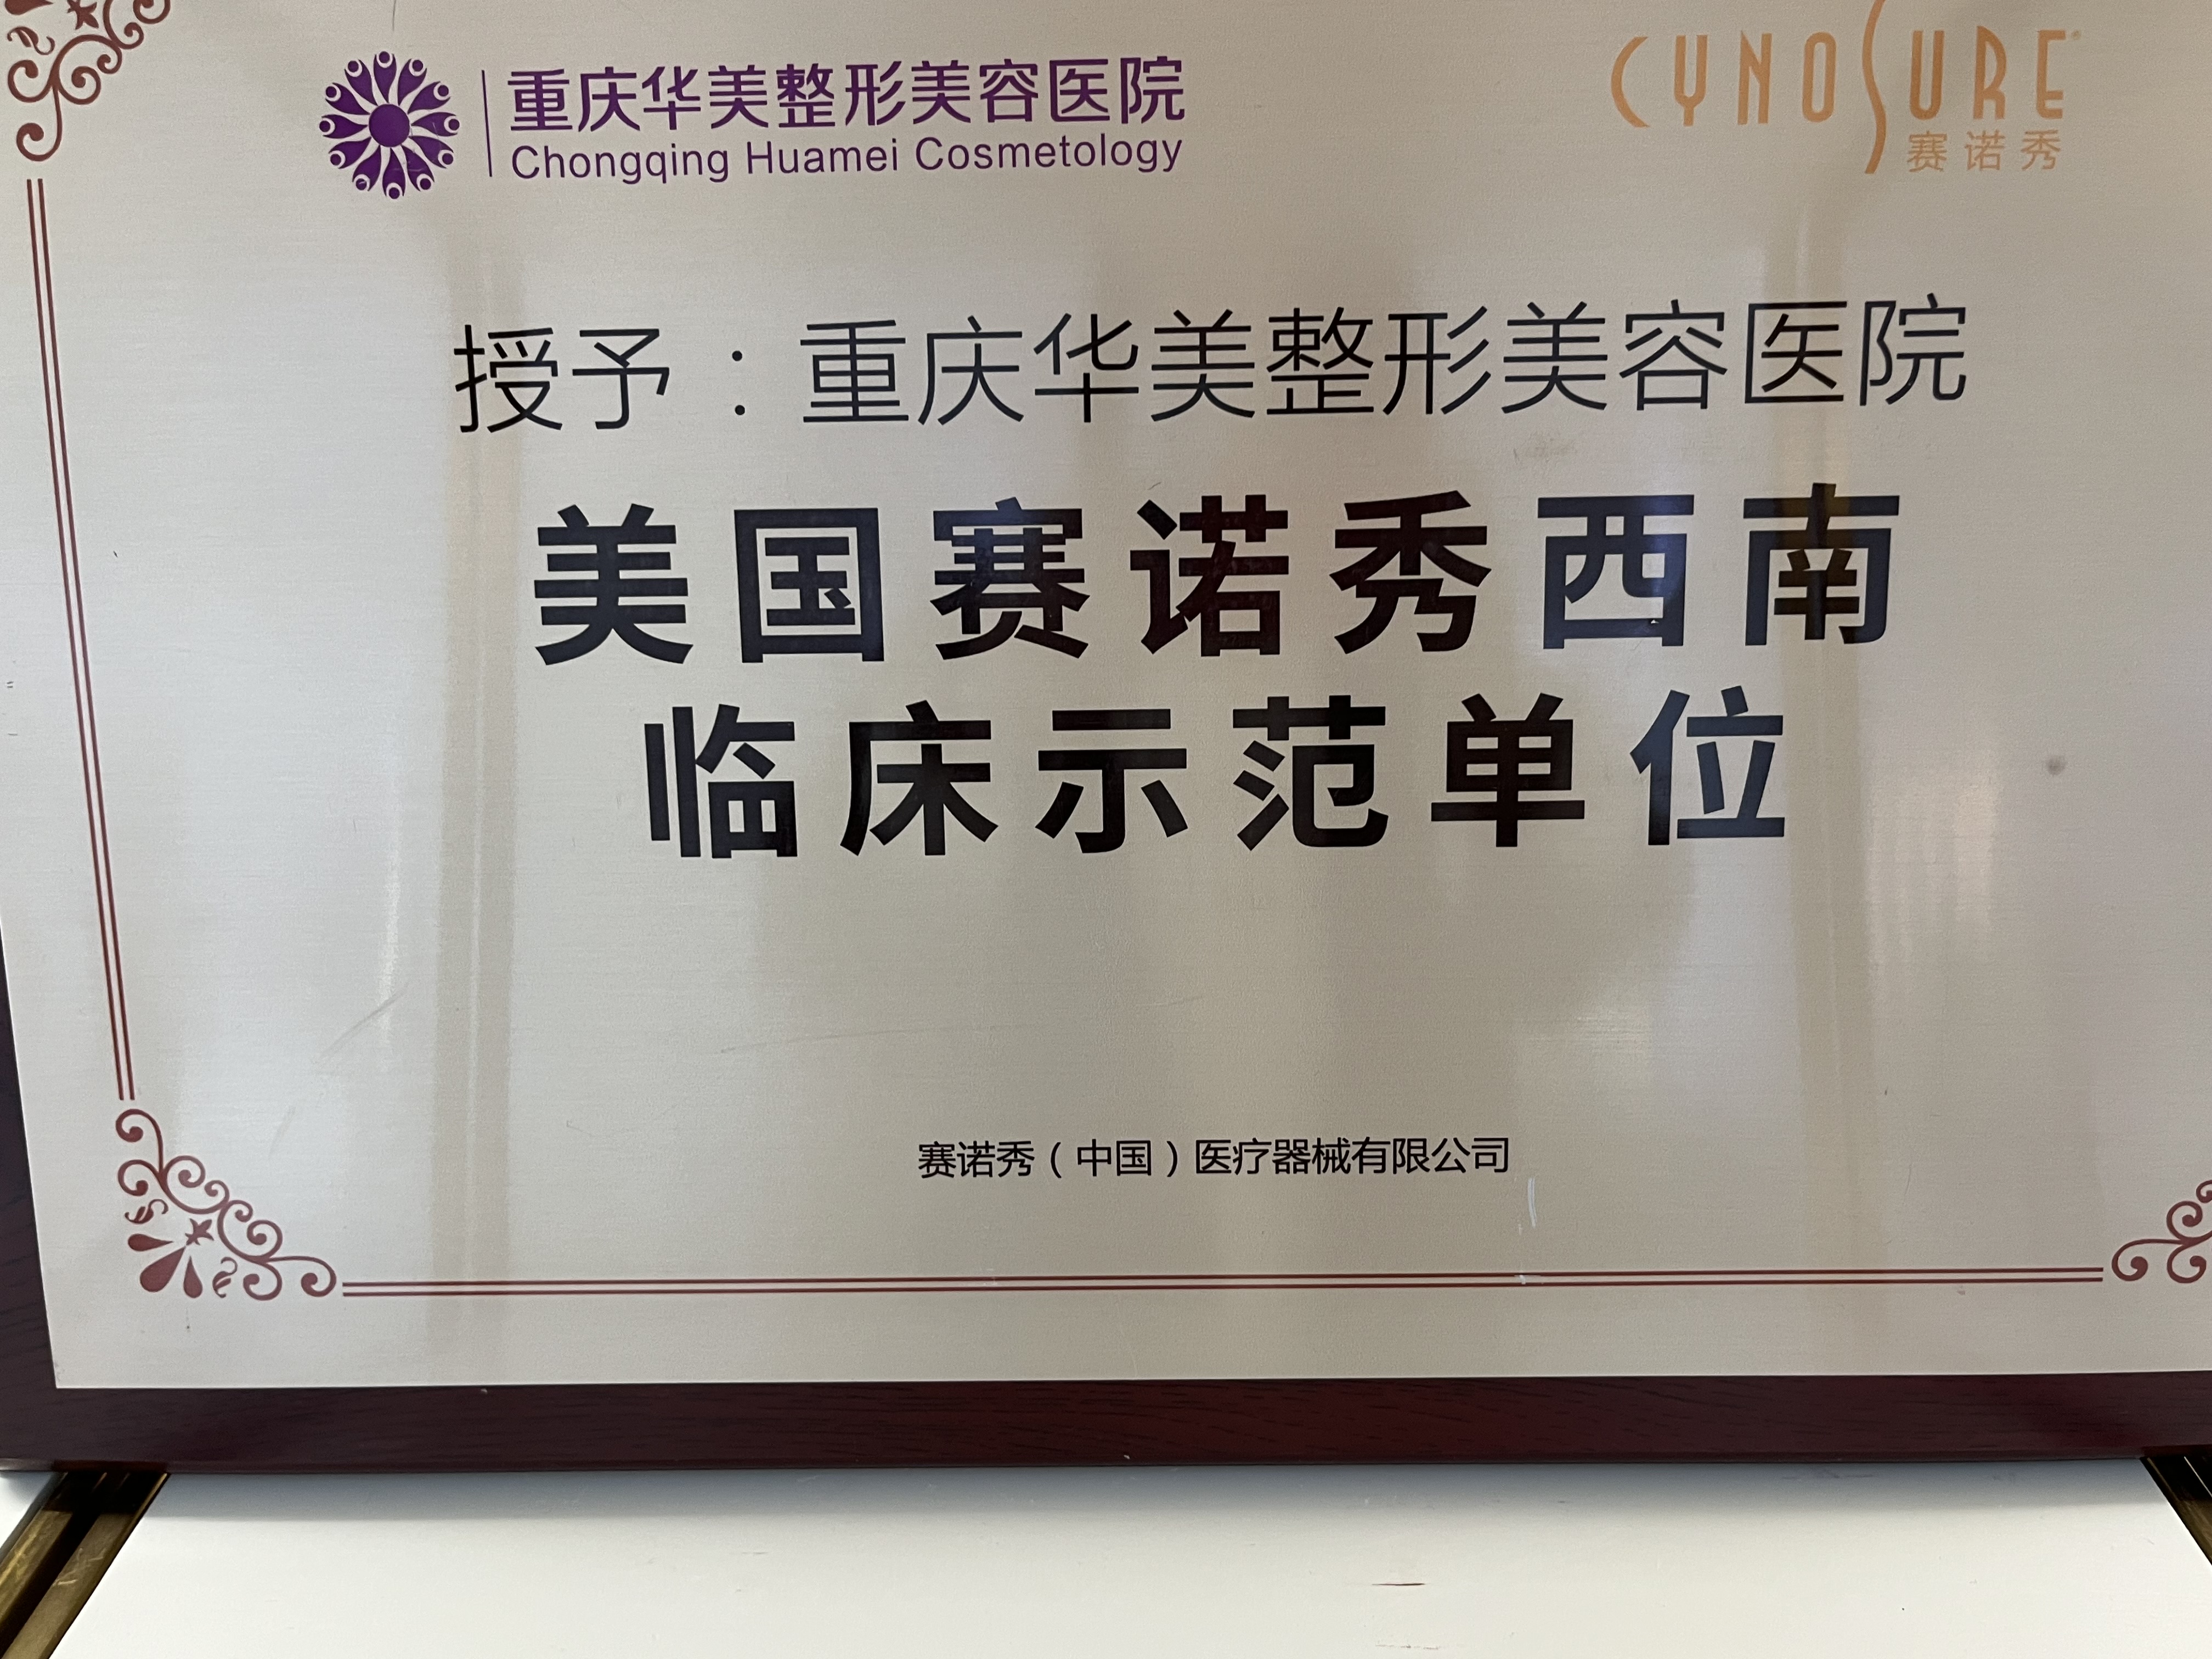 重庆华美整形美容医院
Chongqing Huamei Cosmetology
CYNOSURE
赛诺秀
授予：重庆华美整形美容医院
美国赛诺秀西南
临床示范单位
赛诺秀（中国）医疗器械有限公司